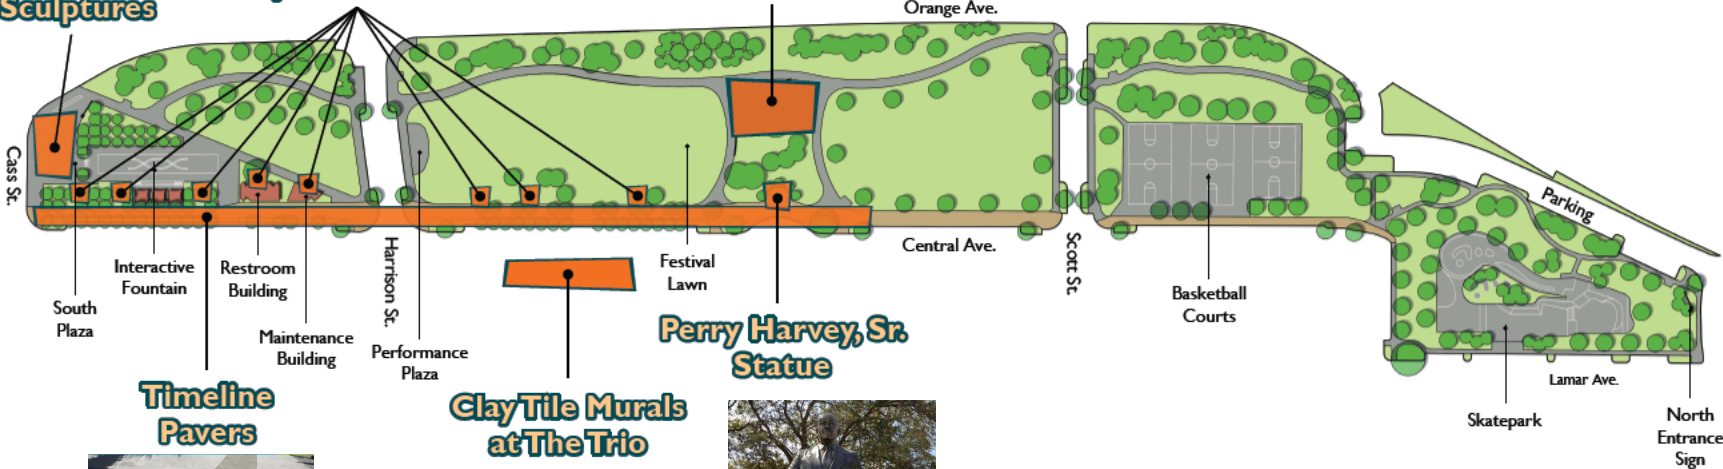 Sculptures
Orange Ave.
Cass St.
Parking
Harrison St.
Central Ave.
Scott St.
Interactive
Fountain
Restroom
Building
Festival
Lawn
South
Plaza
Maintenance
Building
Performance
Plaza
Basketball
Courts
Perry Harvey, Sr.
Statue
Timeline
Pavers
Clay Tile Murals
at The Trio
Lamar Ave.
Skatepark
North
Entrance
Sign